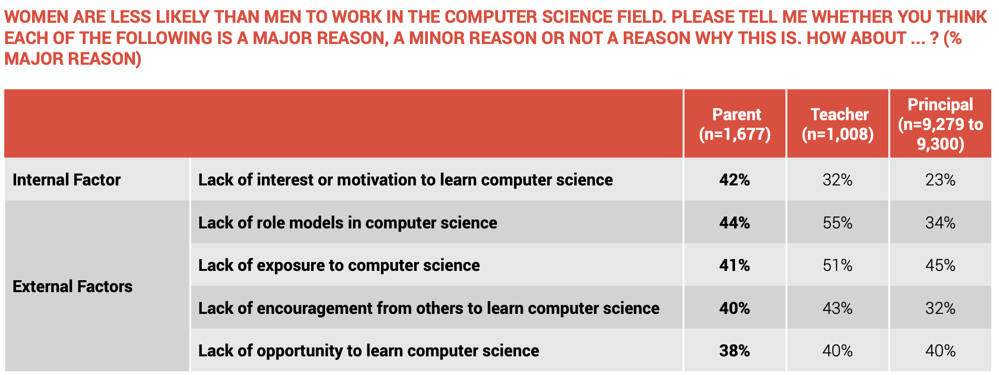 WOMEN ARE LESS LIKELY THAN MEN TO WORK IN THE COMPUTER SCIENCE FIELD. PLEASE TELL ME WHETHER YOU THINK
EACH OF THE FOLLOWING IS A MAJOR REASON, A MINOR REASON OR NOT A REASON WHY THIS IS. HOW ABOUT ... ? (%
MAJOR REASON)
Parent
(n=1,677)
Teacher
(n=1,008)
Principal
(n=9,279 to
9,300)
Internal Factor
Lack of interest or motivation to learn computer science
42%
32%
23%
External Factors
Lack of role models in computer science
44%
55%
34%
Lack of exposure to computer science
41%
51%
45%
Lack of encouragement from others to learn computer science
40%
43%
32%
Lack of opportunity to learn computer science
38%
40%
40%